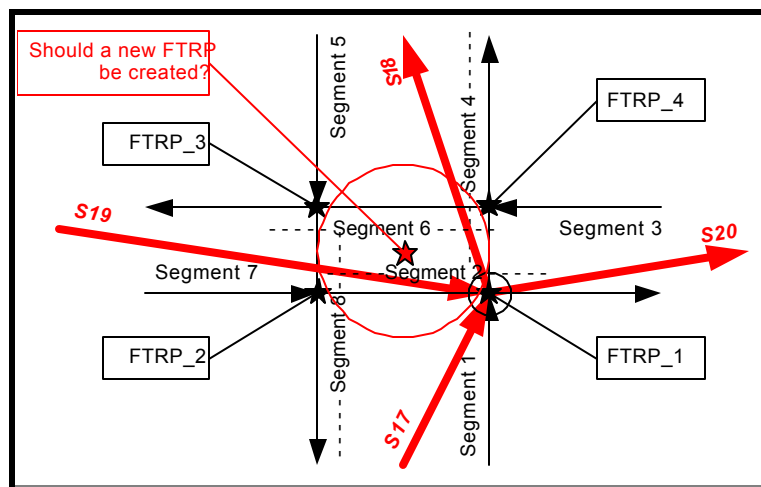 Should a new FTRP
be created?
Segment 5
S18
Segment 4
FTRP_4
FTRP_3
S19
Segment 6
Segment 3
S20
Segment 7
Segment 2
Segment 8
FTRP_2
Segment 1
FTRP_1
S17